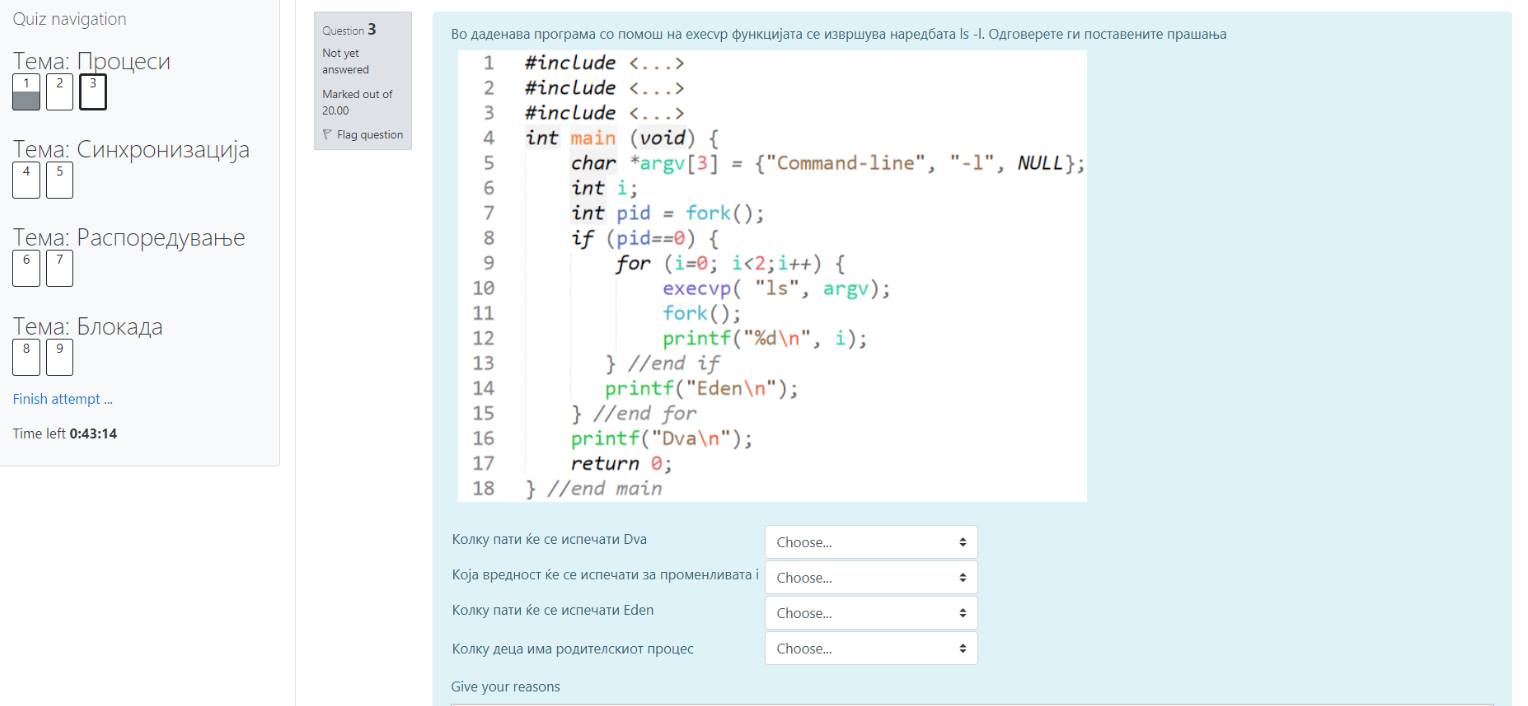 Quiz navigation
Тема: Процеси
1 2 3
Тема: Синхронизација
4 5
Тема: Распоредување
6 7
Тема: Блокада
8 9
Finish attempt ...
Time left 0:43:14
Question 3
Not yet
answered
Marked out of
20.00
Flag question
Во даденава програма со помош на execvp функцијата се извршува наредбата ls -l. Одговерете ги поставените прашања
1 #include <...>
2 #include <...>
3 #include <...>
4 int main (void) {
5 char *argv[3] = {"Command-line", "-l", NULL};
6 int i;
7 int pid = fork();
8 if (pid==0) {
9 for (i=0; i<2;i++) {
10 execvp( "ls", argv);
11 fork();
12 printf("%d\n", i);
13 } //end if
14 printf("Eden\n");
15 } //end for
16 printf("Dva\n");
17 return 0;
18 } //end main
Колку пати ќе се испечати Dva Choose...
Која вредност ќе се испечати за променливата i Choose...
Колку пати ќе се испечати Eden Choose...
Колку деца има родителскиот процес Choose...
Give your reasons